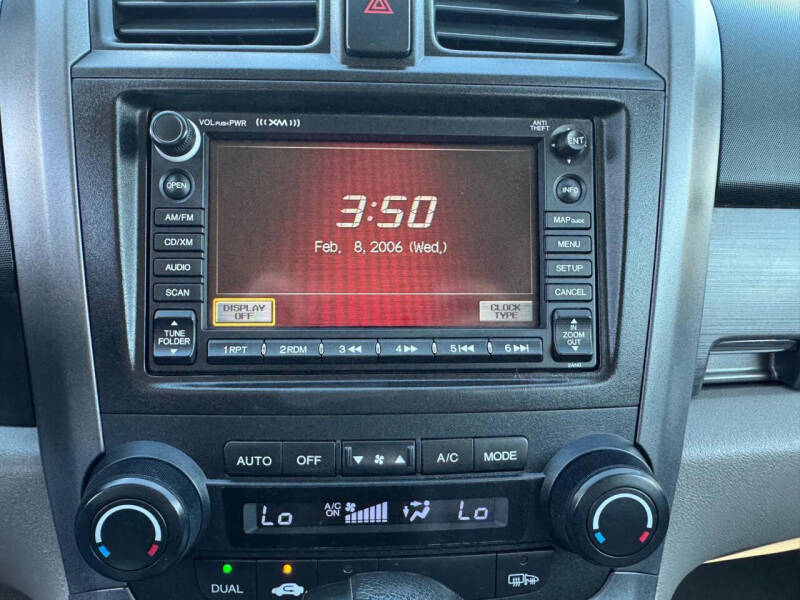 VOL PUSH PWR
XM
ANTI THEFT
ENT
OPEN
INFO
AM/FM
MAP GUIDE
CD/XM
MENU
AUDIO
SETUP
SCAN
CANCEL
3:50
Feb. 8, 2006 (Wed.)
DISPLAY
OFF
CLOCK
TYPE
TUNE
FOLDER
IN
ZOOM
OUT
1 RPT
2 RDM
3
4
5
6
2AN0
AUTO
OFF
A/C
MODE
Lo
A/C
ON
Lo
DUAL